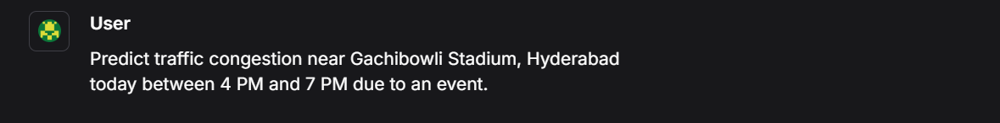 User
Predict traffic congestion near Gachibowli Stadium, Hyderabad
today between 4 PM and 7 PM due to an event.